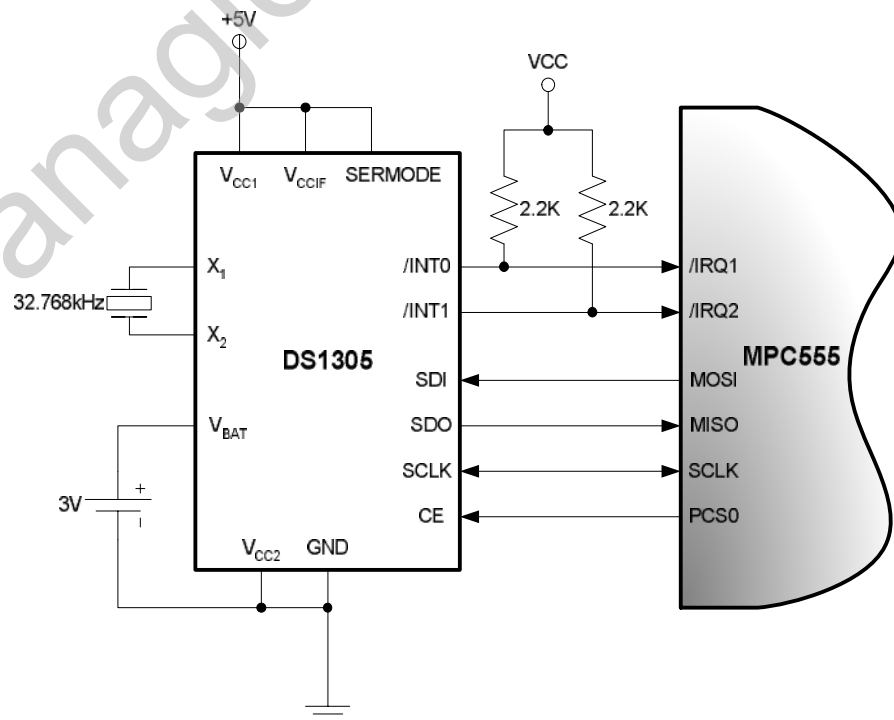 +5V
VCC
VCC1 VCCIF SERMODE
2.2K 2.2K
X1 /INT0 /IRQ1
32.768kHz
/INT1 /IRQ2
X2
DS1305 MPC555
SDI MOSI
VBAT SDO MISO
SCLK SCLK
+
3V
-
CE PCS0
VCC2 GND